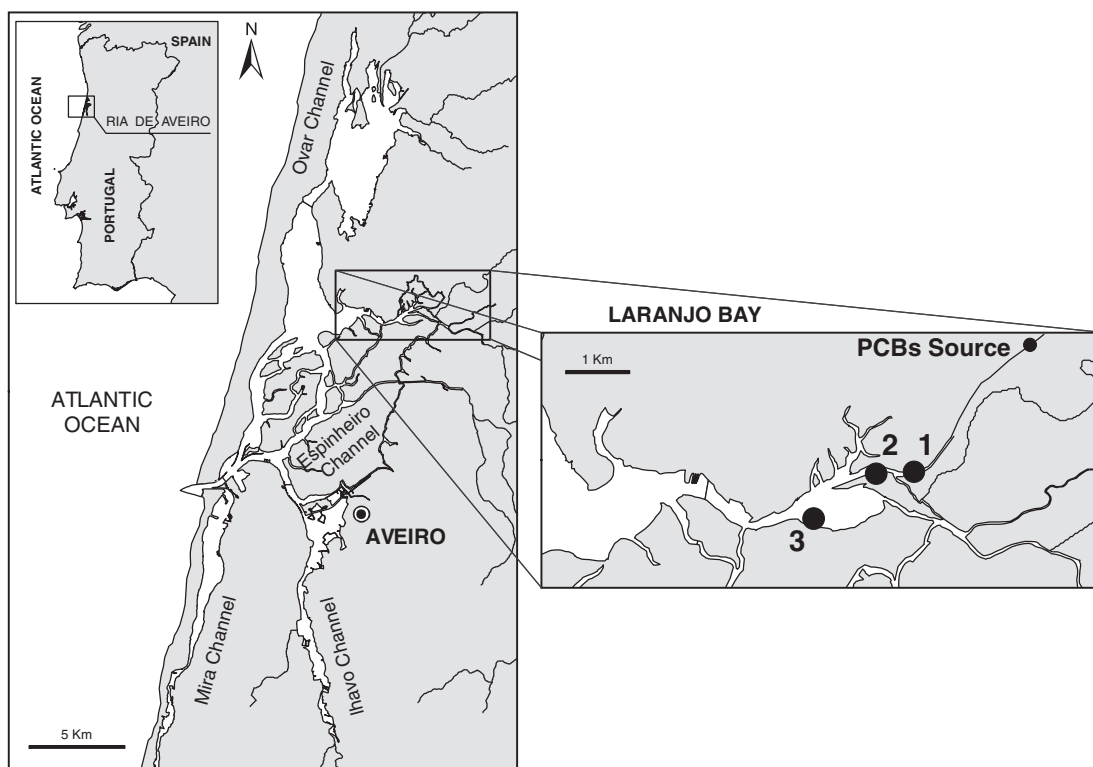 SPAIN
ATLANTIC OCEAN
RIA DE AVEIRO
PORTUGAL
N
Ovar Channel
ATLANTIC
OCEAN
Espinheiro
Channel
AVEIRO
Mira Channel
Ilhavo Channel
5 Km
LARANJO BAY
PCBs Source
1 Km
2
1
3